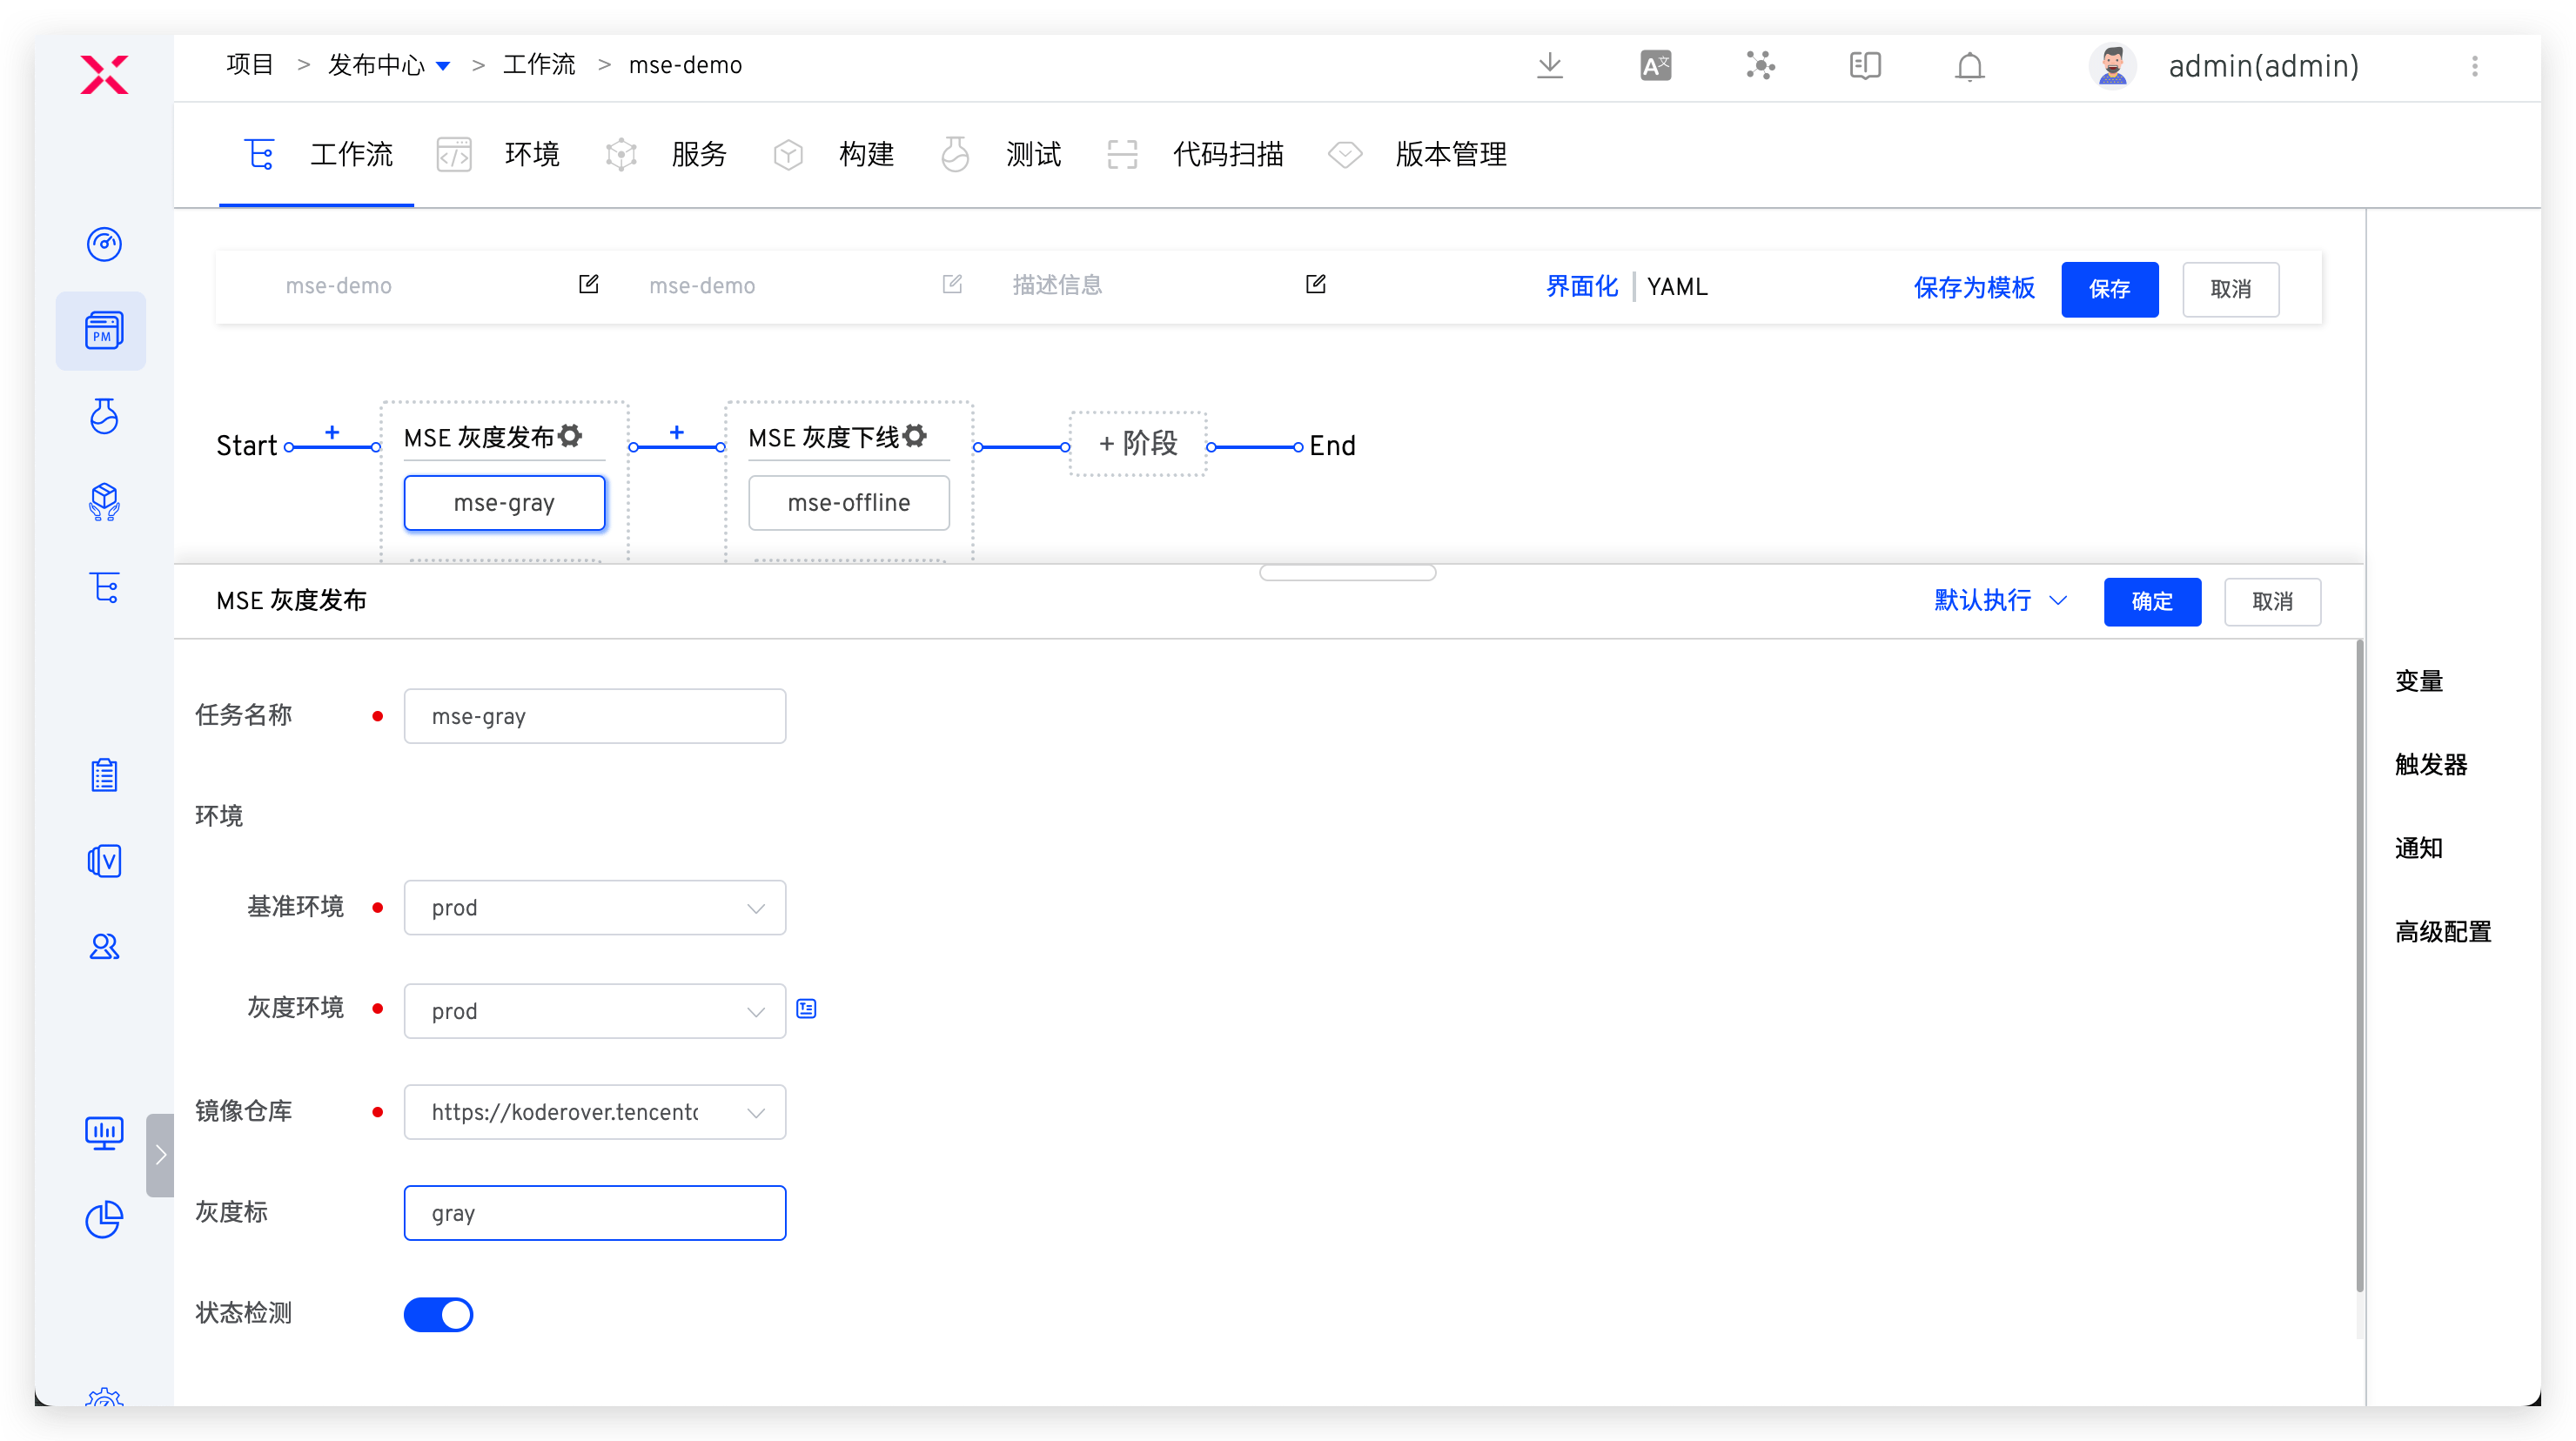 项目 > 发布中心 > 工作流 > mse-demo
admin(admin)
工作流 环境 服务 构建 测试 代码扫描 版本管理
mse-demo mse-demo 描述信息 界面化 | YAML 保存为模板 保存 取消
Start + MSE 灰度发布 + MSE 灰度下线 + 阶段 End
mse-gray mse-offline
MSE 灰度发布 默认执行 确定 取消
任务名称 mse-gray
环境
基准环境 prod
灰度环境 prod
镜像仓库 https://koderover.tencentc
灰度标 gray
状态检测
变量
触发器
通知
高级配置
PM
V